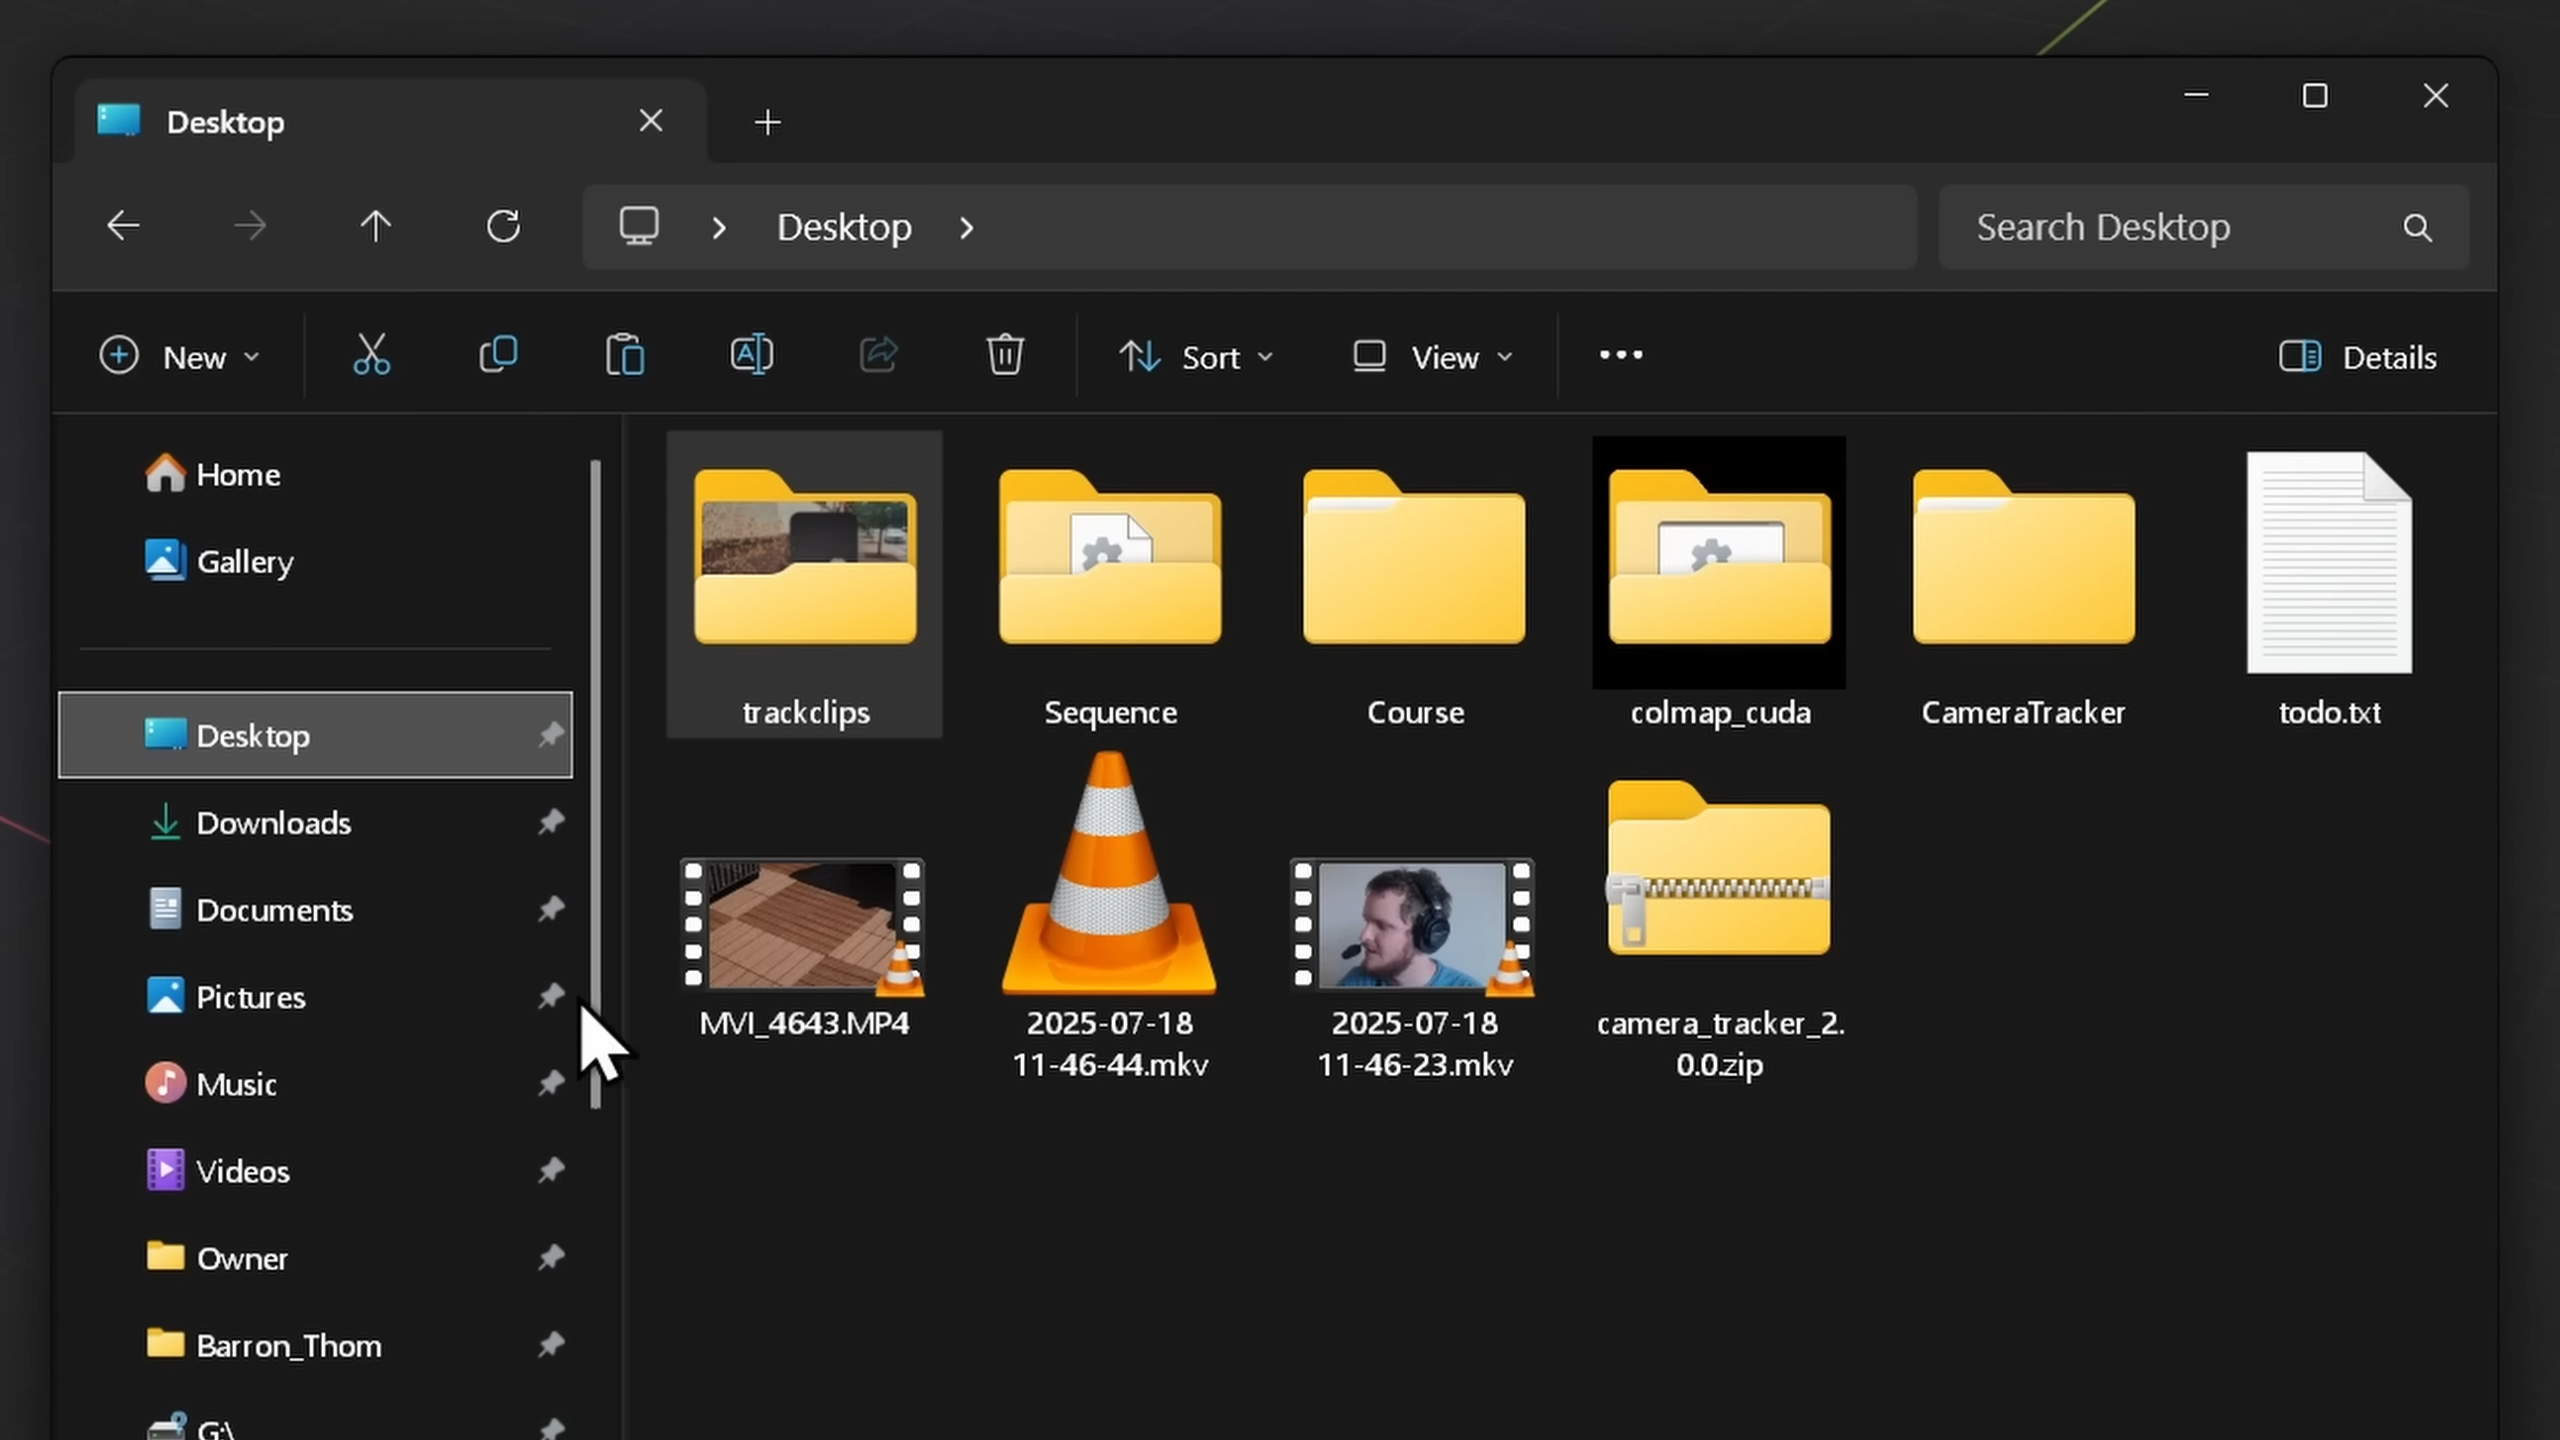 Desktop
Desktop
Search Desktop
New
Sort
View
Details
Home
Gallery
Desktop
Downloads
Documents
Pictures
Music
Videos
Owner
Barron_Thom
G:\
trackclips
Sequence
Course
colmap_cuda
CameraTracker
todo.txt
MVI_4643.MP4
2025-07-18
11-46-44.mkv
2025-07-18
11-46-23.mkv
camera_tracker_2.
0.0.zip